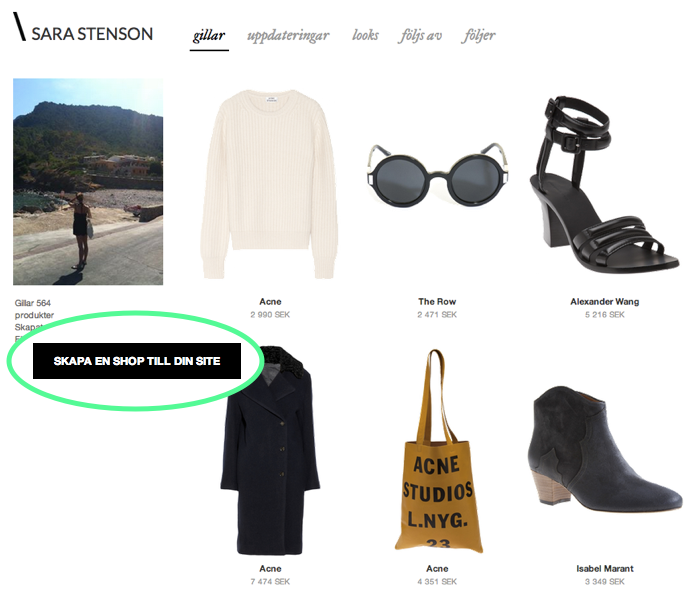 \ SARA STENSON
gillar uppdateringar looks följs av följer
Gillar 564
produkter
Acne
2 990 SEK
The Row
2 471 SEK
Alexander Wang
5 216 SEK
SKAPA EN SHOP TILL DIN SITE
ACNE
STUDIOS
L.NYG.
23
Acne
7 474 SEK
Acne
4 351 SEK
Isabel Marant
3 349 SEK